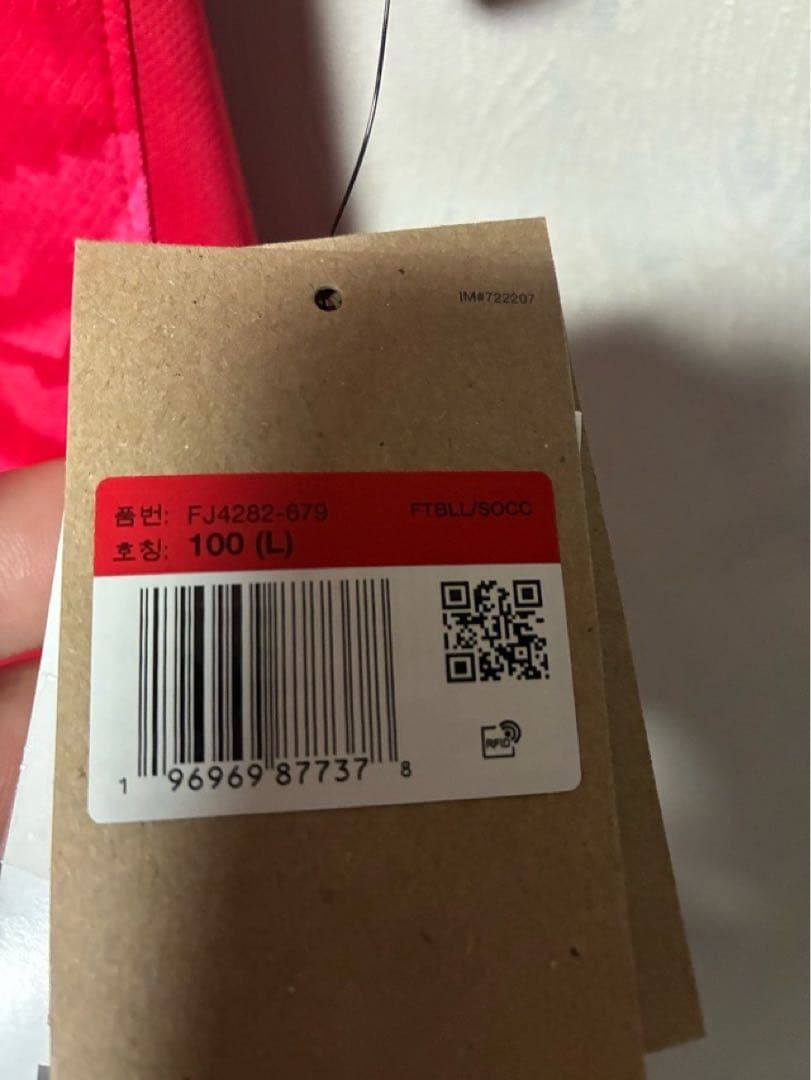 IM#722207
품번: FJ4282-679 FTBLL/SOCC
호칭: 100 (L)
1 96969 87737 8
RFID